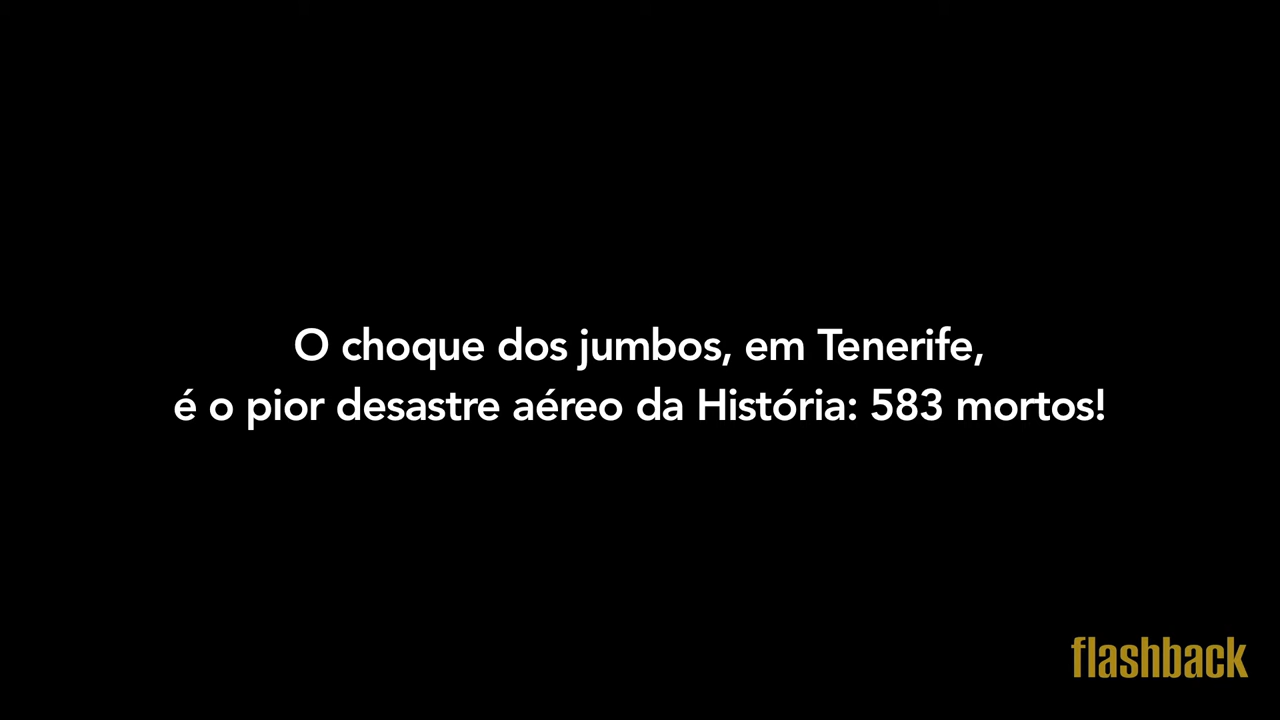 O choque dos jumbos, em Tenerife,
é o pior desastre aéreo da História: 583 mortos!
flashback